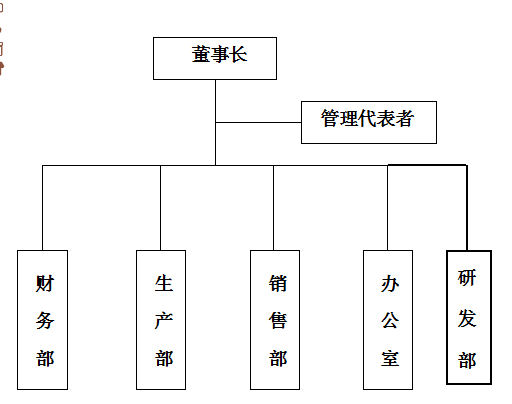 董事长
管理代表者
财务部
生产部
销售部
办公室
研发部